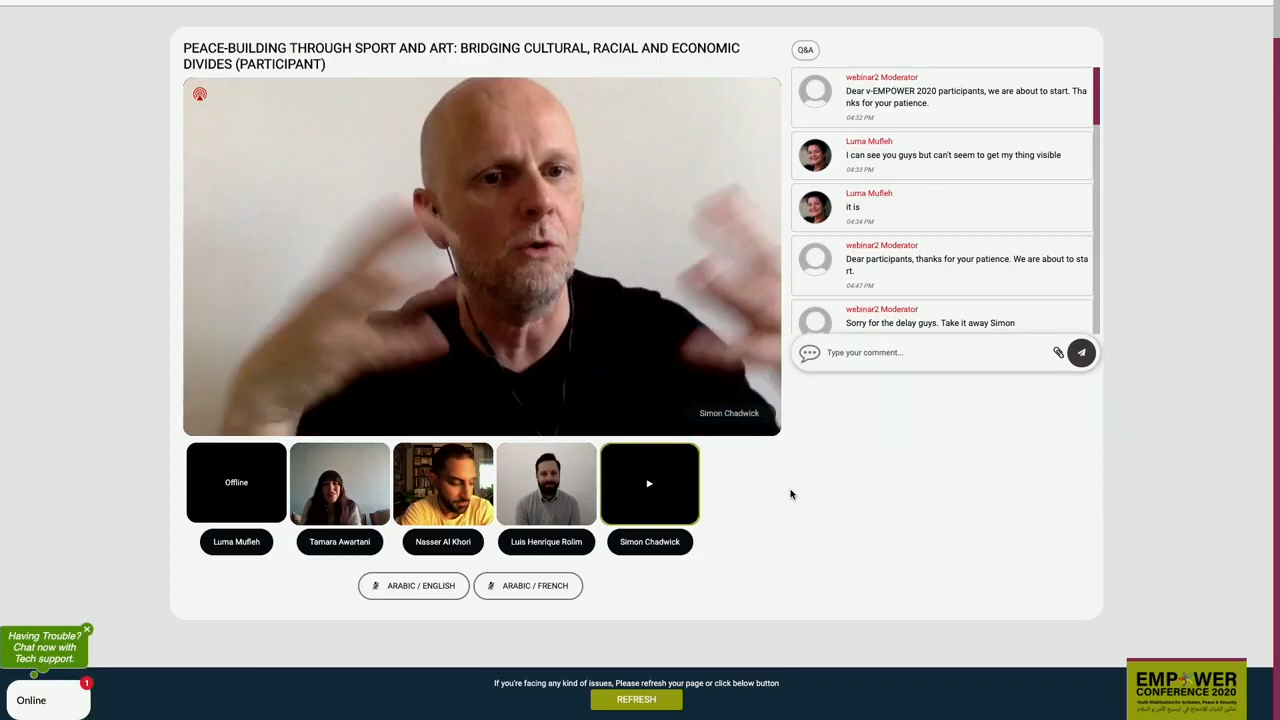 PEACE-BUILDING THROUGH SPORT AND ART: BRIDGING CULTURAL, RACIAL AND ECONOMIC
DIVIDES (PARTICIPANT)
Simon Chadwick
Offline
Luma Mufleh
Tamara Awartani
Nasser Al Khori
Luis Henrique Rolim
Simon Chadwick
ARABIC / ENGLISH
ARABIC / FRENCH
Q&A
webinar2 Moderator
Dear v-EMPOWER 2020 participants, we are about to start. Tha
nks for your patience.
04:32 PM
Luma Mufleh
I can see you guys but can't seem to get my thing visible
04:33 PM
Luma Mufleh
it is
04:34 PM
webinar2 Moderator
Dear participants, thanks for your patience. We are about to sta
rt.
04:47 PM
webinar2 Moderator
Sorry for the delay guys. Take it away Simon
Type your comment...
Having Trouble?
Chat now with
Tech support.
Online
1
If you're facing any kind of issues, Please refresh your page or click below button
REFRESH
EMPOWER
CONFERENCE 2020
Youth Mobilisation for Inclusion, Peace & Security